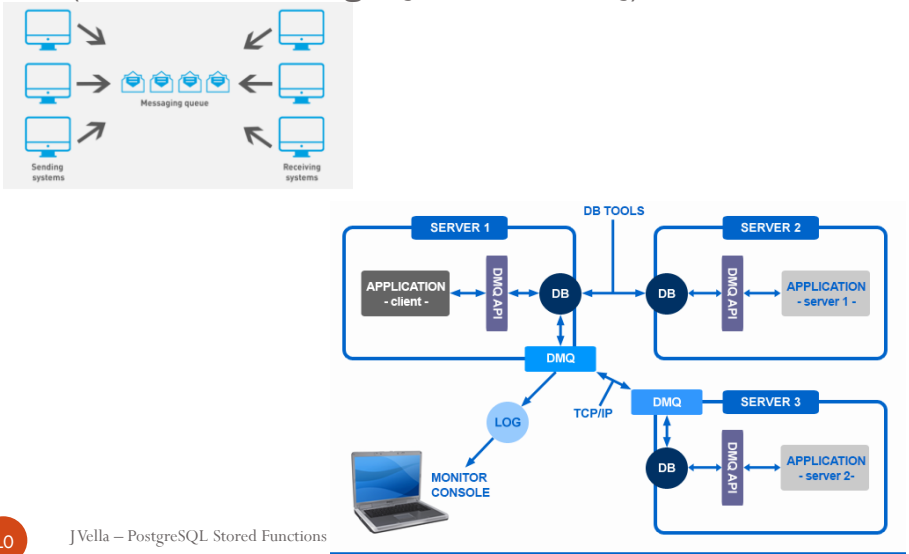 Messaging queue
Sending
systems
Receiving
systems
DB TOOLS
SERVER 1
SERVER 2
APPLICATION
- client -
DMQ API
DB
DB
DMQ API
APPLICATION
- server 1 -
DMQ
TCP/IP
DMQ
SERVER 3
LOG
MONITOR
CONSOLE
DB
DMQ API
APPLICATION
- server 2-
J Vella – PostgreSQL Stored Functions